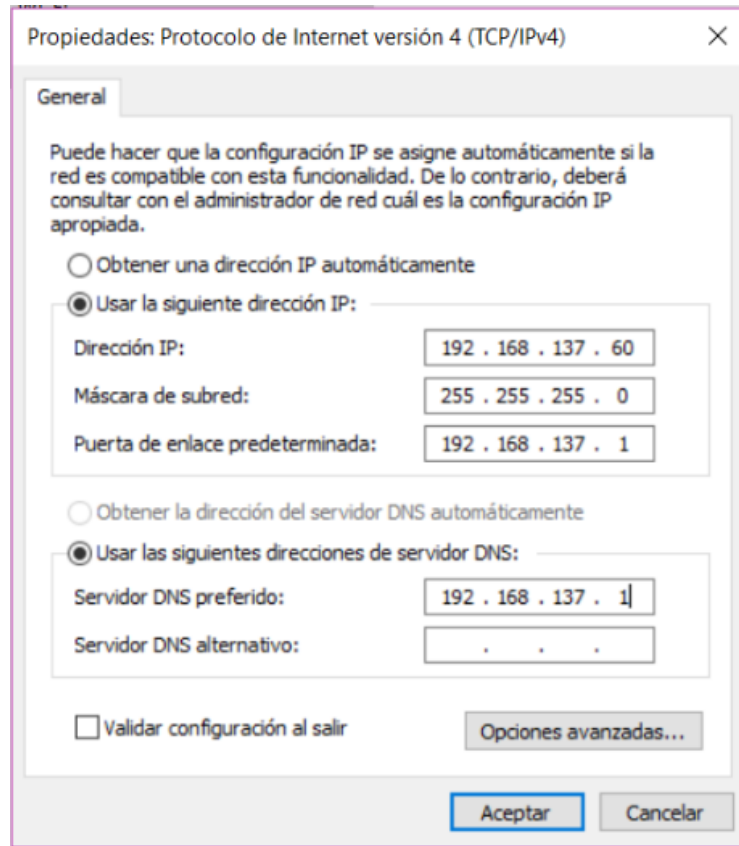 Propiedades: Protocolo de Internet versión 4 (TCP/IPv4)
General
Puede hacer que la configuración IP se asigne automáticamente si la
red es compatible con esta funcionalidad. De lo contrario, deberá
consultar con el administrador de red cuál es la configuración IP
apropiada.
Obtener una dirección IP automáticamente
Usar la siguiente dirección IP:
Dirección IP: 192 . 168 . 137 . 60
Máscara de subred: 255 . 255 . 255 . 0
Puerta de enlace predeterminada: 192 . 168 . 137 . 1
Obtener la dirección del servidor DNS automáticamente
Usar las siguientes direcciones de servidor DNS:
Servidor DNS preferido: 192 . 168 . 137 . 1
Servidor DNS alternativo: . . .
Validar configuración al salir Opciones avanzadas...
Aceptar Cancelar